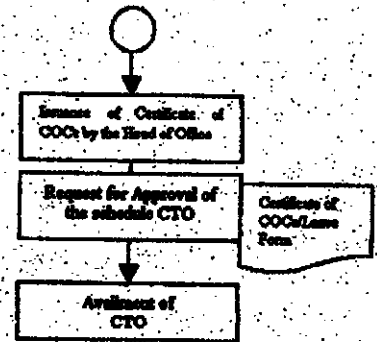 Issuance of Certificate of
COCs by the Head of Office
Request for Approval of
the schedule CTO
Certificate of
COCs/Leave
Form
Availment of
CTO